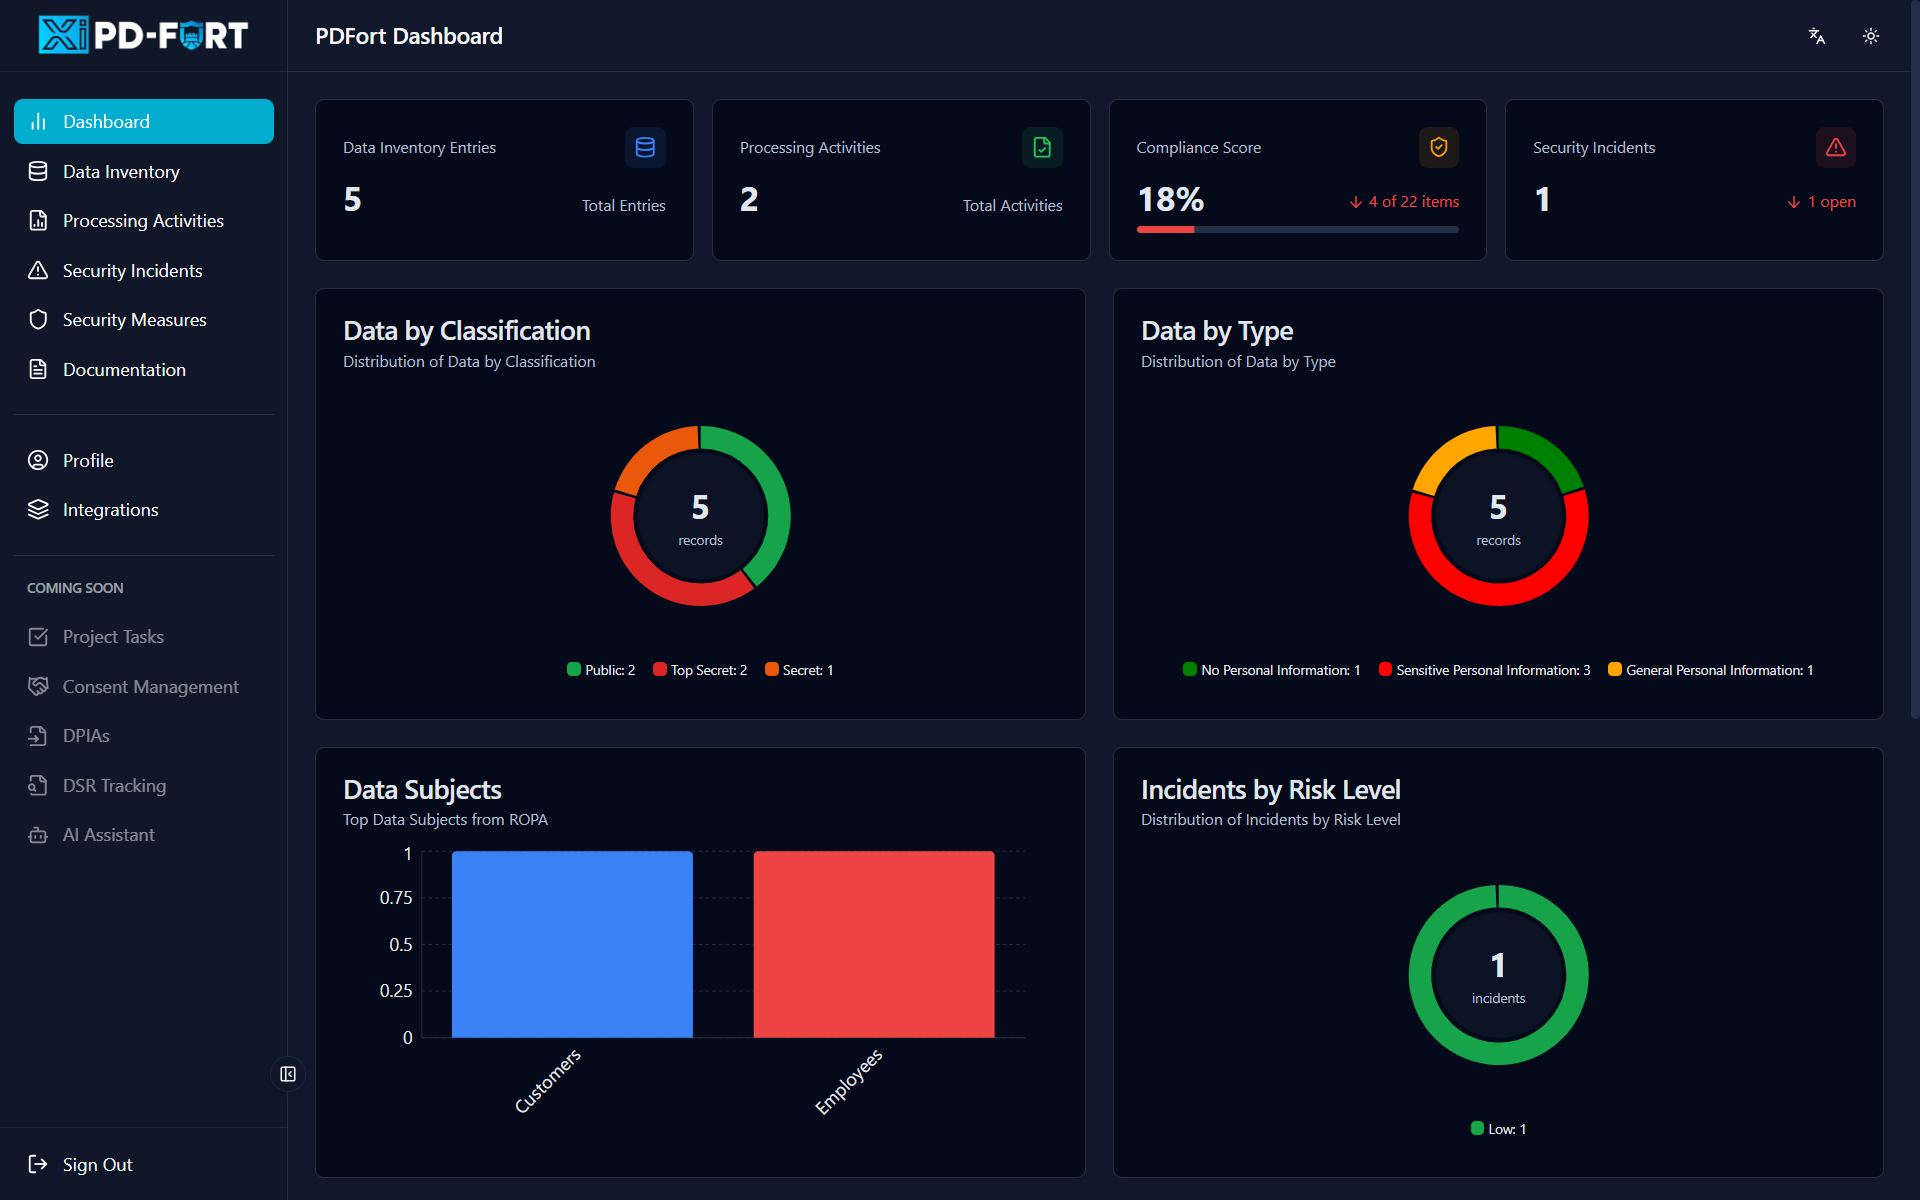 Xi PD-FORT
PDFort Dashboard
Dashboard
Data Inventory
Processing Activities
Security Incidents
Security Measures
Documentation
Profile
Integrations
COMING SOON
Project Tasks
Consent Management
DPIAs
DSR Tracking
AI Assistant
Sign Out
Data Inventory Entries
5
Total Entries
Processing Activities
2
Total Activities
Compliance Score
18%
4 of 22 items
Security Incidents
1
1 open
Data by Classification
Distribution of Data by Classification
5
records
Public: 2 Top Secret: 2 Secret: 1
Data by Type
Distribution of Data by Type
5
records
No Personal Information: 1 Sensitive Personal Information: 3 General Personal Information: 1
Data Subjects
Top Data Subjects from ROPA
1
0.75
0.5
0.25
0
Customers
Employees
Incidents by Risk Level
Distribution of Incidents by Risk Level
1
incidents
Low: 1